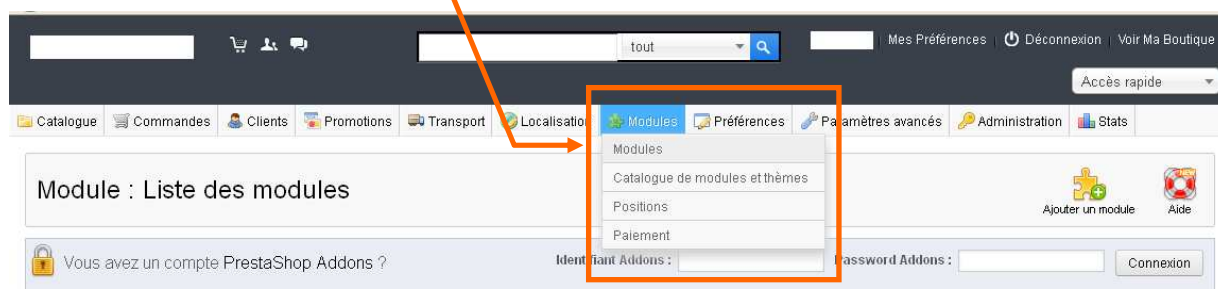 tout
Mes Préférences Déconnexion Voir Ma Boutique
Accès rapide
Catalogue Commandes Clients Promotions Transport Localisation Modules Préférences Paramètres avancés Administration Stats
Modules
Catalogue de modules et thèmes
Positions
Paiement
Module : Liste des modules
Ajouter un module Aide
Vous avez un compte PrestaShop Addons ? Identifiant Addons : Password Addons : Connexion